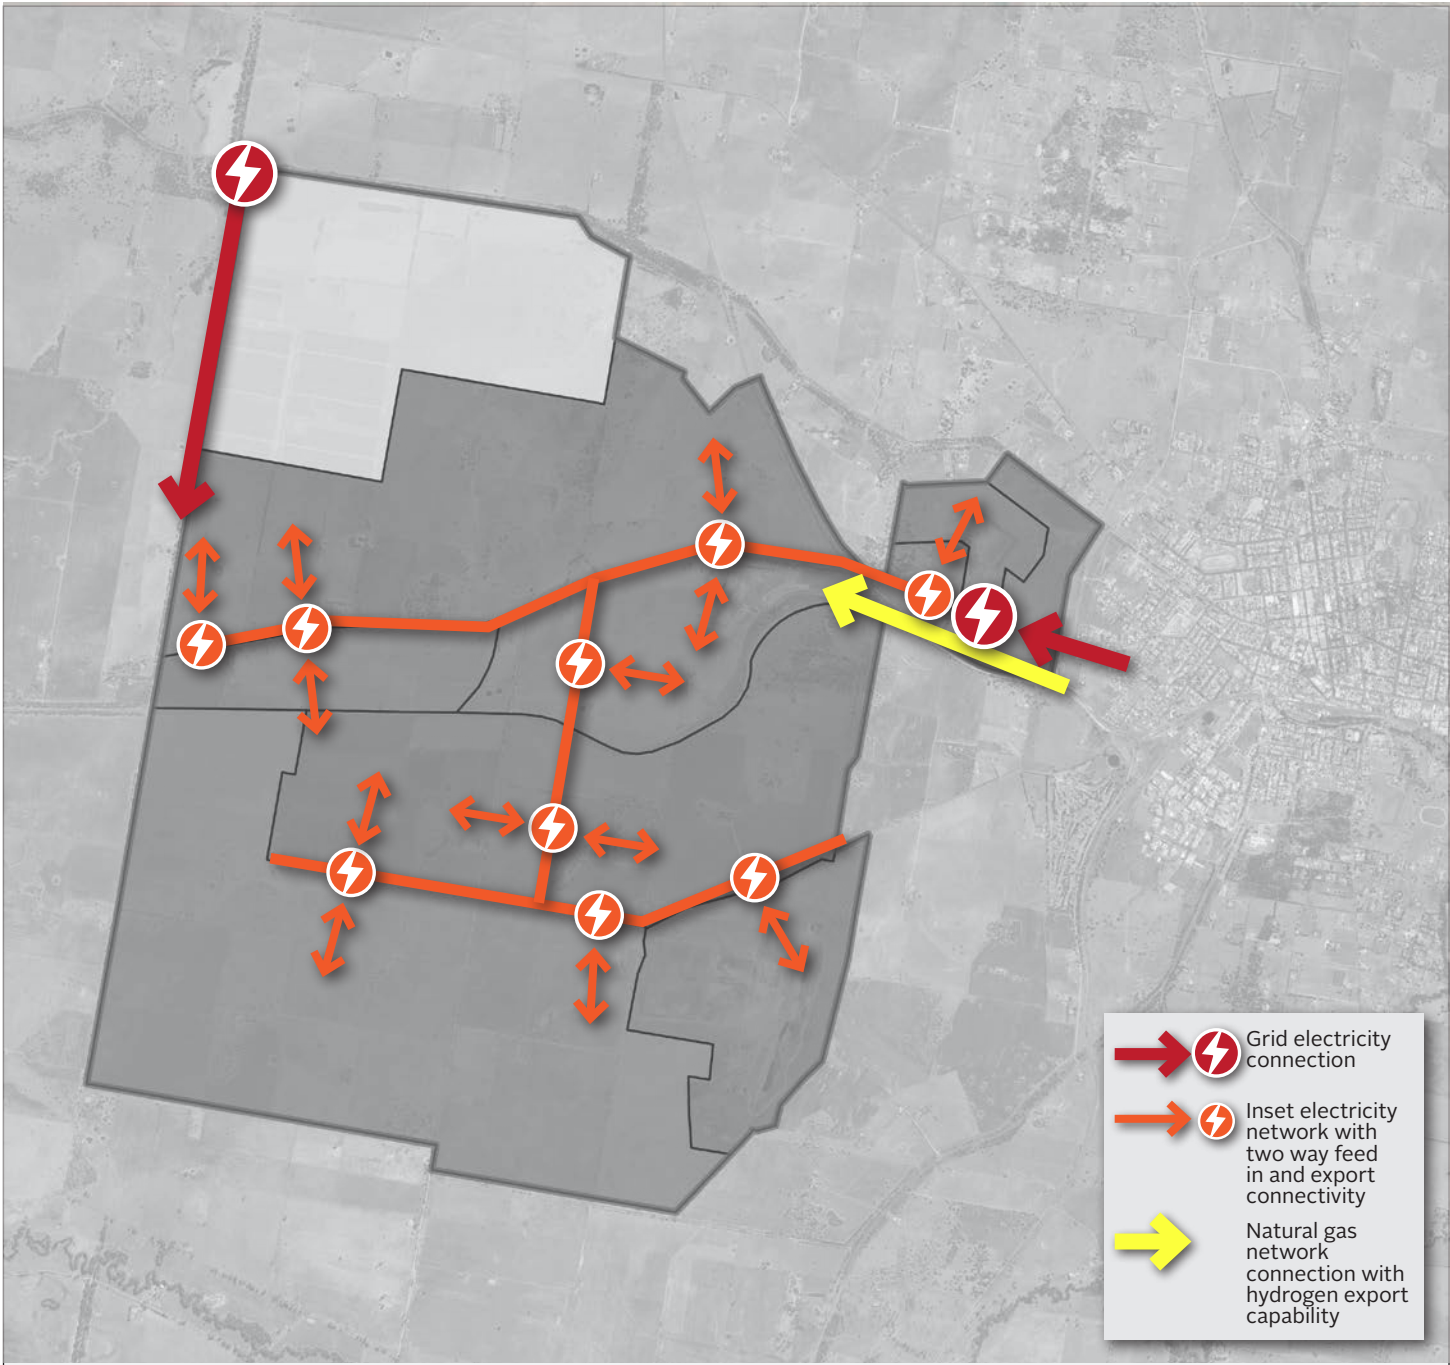 Grid electricity
connection
Inset electricity
network with
two way feed
in and export
connectivity
Natural gas
network
connection with
hydrogen export
capability